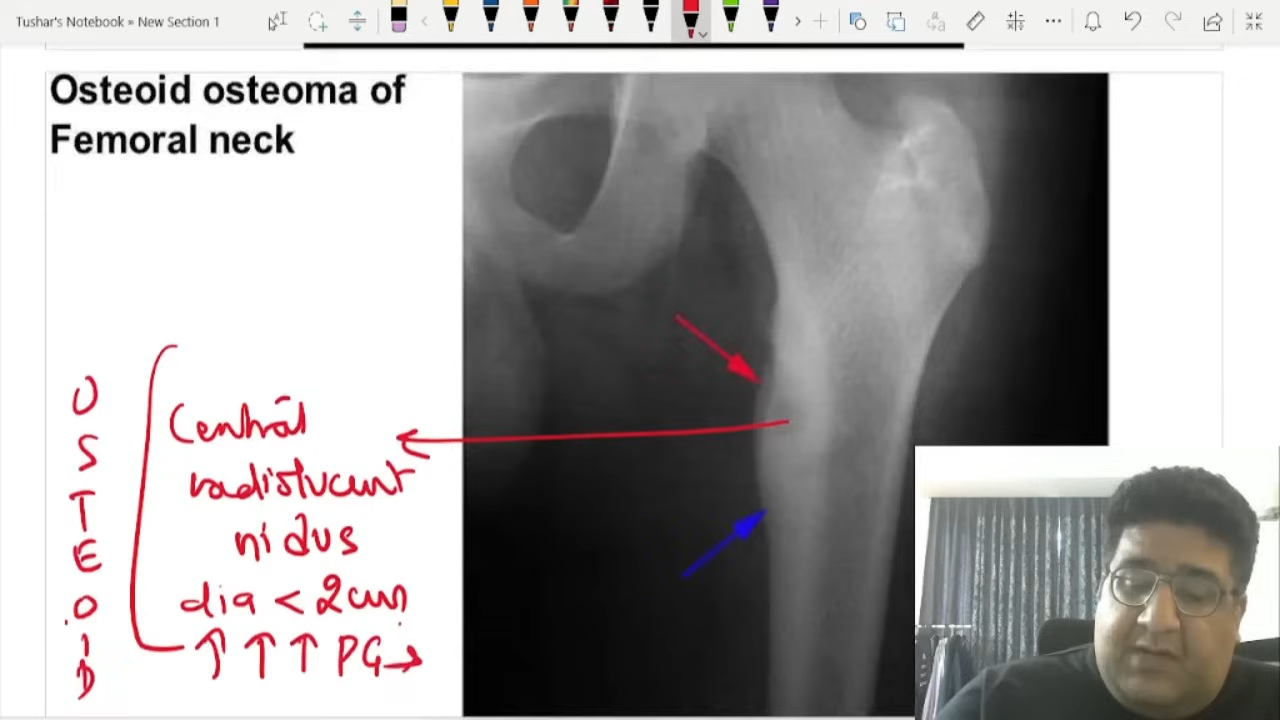 Tushar's Notebook » New Section 1
Osteoid osteoma of
Femoral neck
O
S
T
E
O
I
D
Central
radiolucent
nidus
dia < 2cm
↑ ↑ ↑ PG→